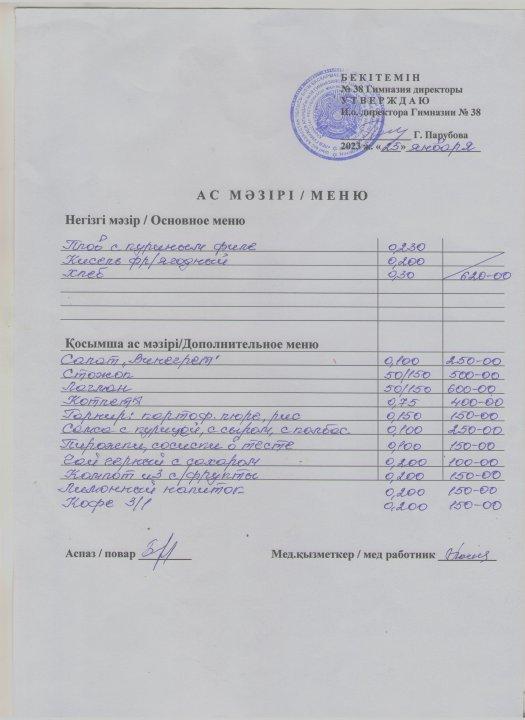 БЕКІТЕМІН
№ 38 Гимназия директоры
УТВЕРЖДАЮ
И.о. директора Гимназии № 38
Г. Парубова
2023 ж. «25» января
АС МӘЗІРІ / МЕНЮ
Негізгі мәзір / Основное меню
Плов с куриным филе 0,230
Кисель фр/ягодный 0,200
Хлеб 0,30 620-00
Қосымша ас мәзірі/Дополнительное меню
Салат „Винегрет" 0,100 250-00
Стожок 50/150 500-00
Лагман 50/150 600-00
Котлеты 0,75 400-00
Гарнир: картоф. пюре, рис 0,150 150-00
Самса с курицой, с сыром, с колбас 0,100 250-00
Пирожки, сосиски в тесте 0,100 150-00
Чай черный с сахаром 0,200 100-00
Компот из с/фрукты 0,200 150-00
Лимонный напиток 0,200 150-00
Кофе 3/1 0,200 150-00
Аспаз / повар Мед.қызметкер / мед работник